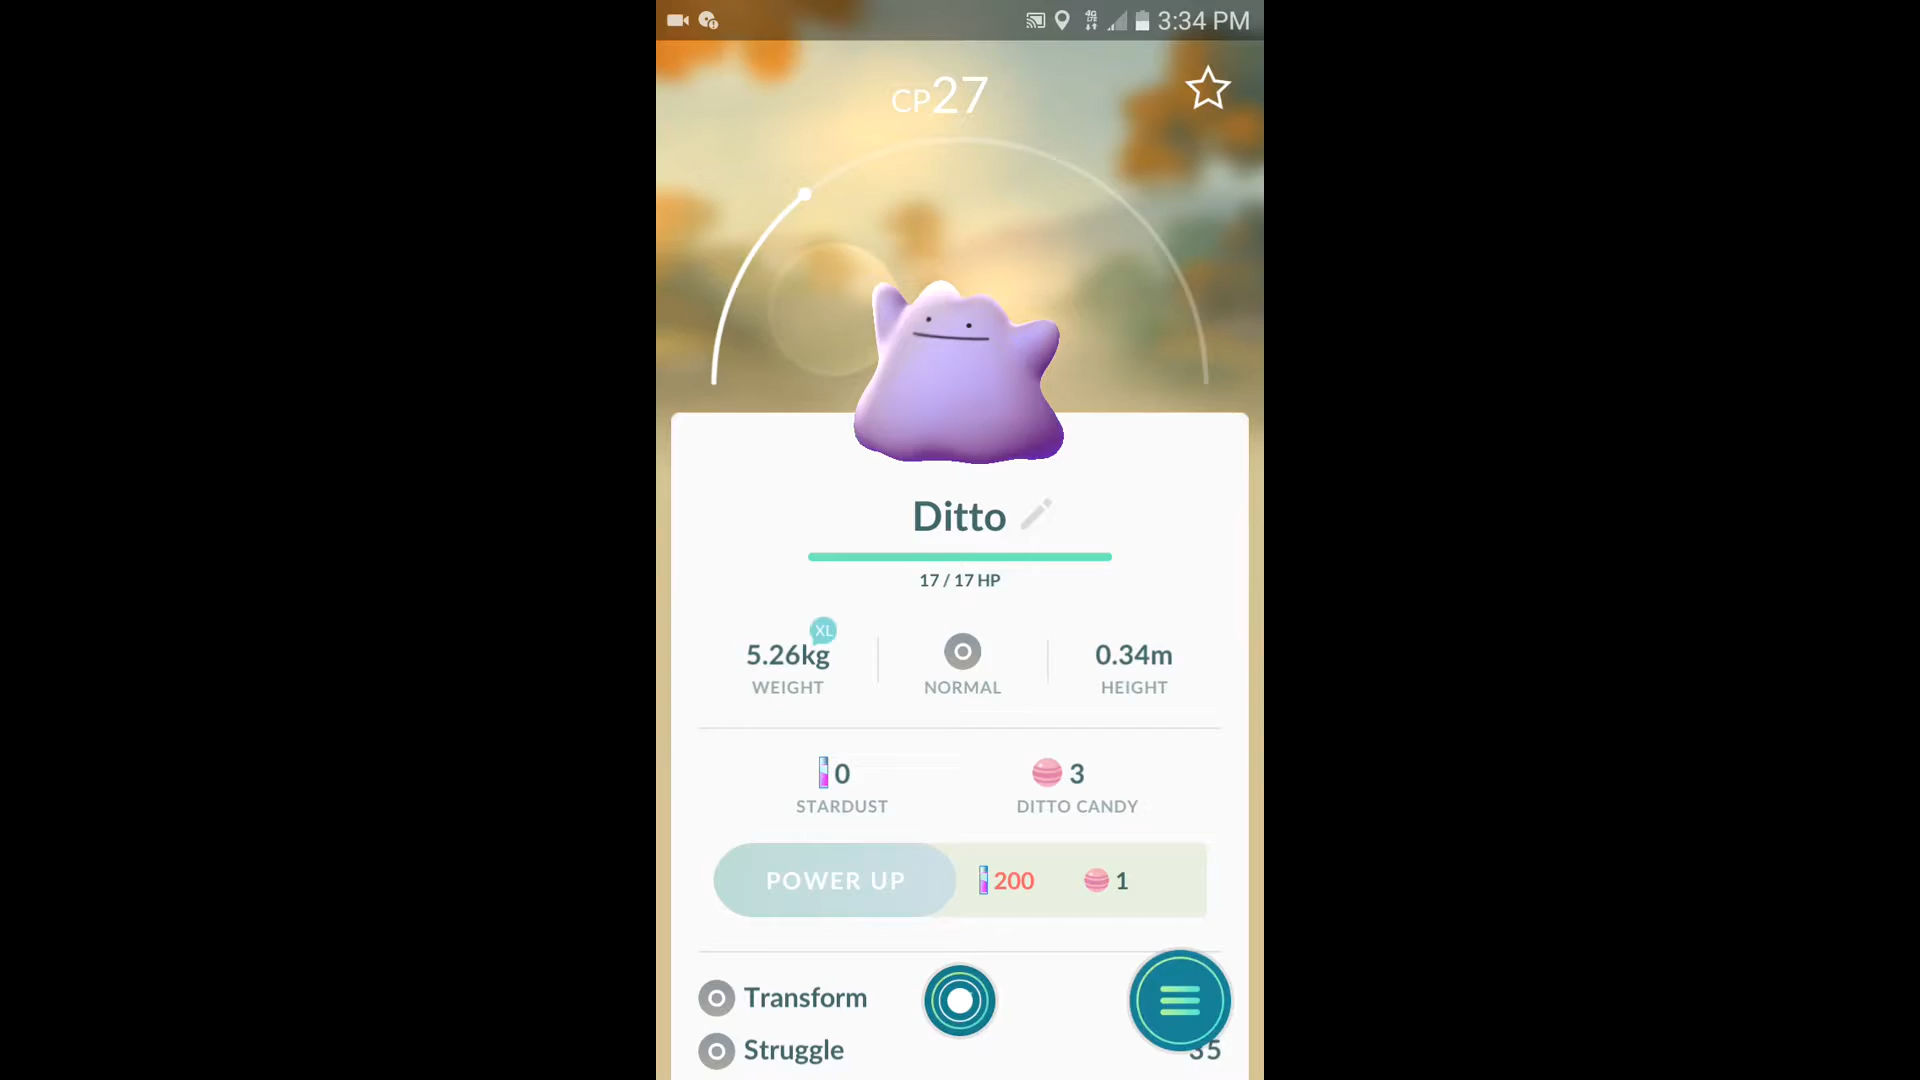 3:34 PM
CP27
Ditto
17 / 17 HP
XL
5.26kg
0.34m
WEIGHT
NORMAL
HEIGHT
0
3
STARDUST
DITTO CANDY
POWER UP 200 1
Transform
Struggle 35